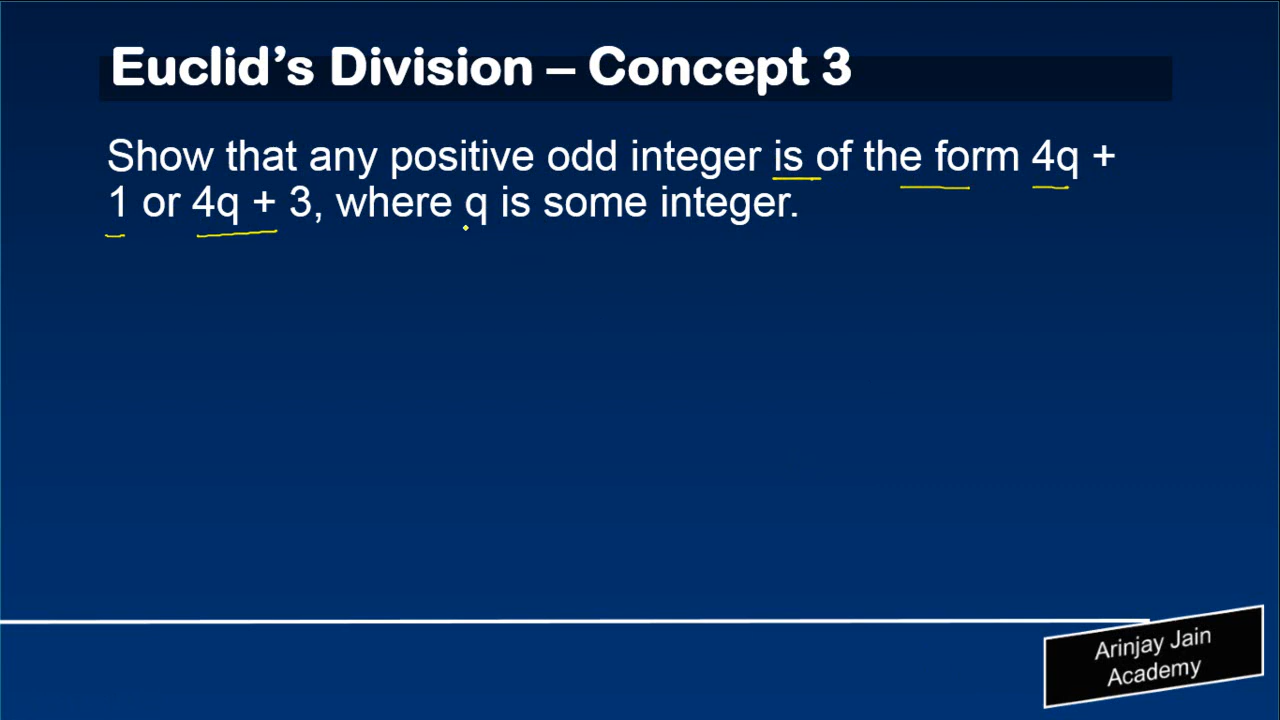 Euclid’s Division – Concept 3
Show that any positive odd integer is of the form 4q +
1 or 4q + 3, where q is some integer.
Arinjay Jain
Academy